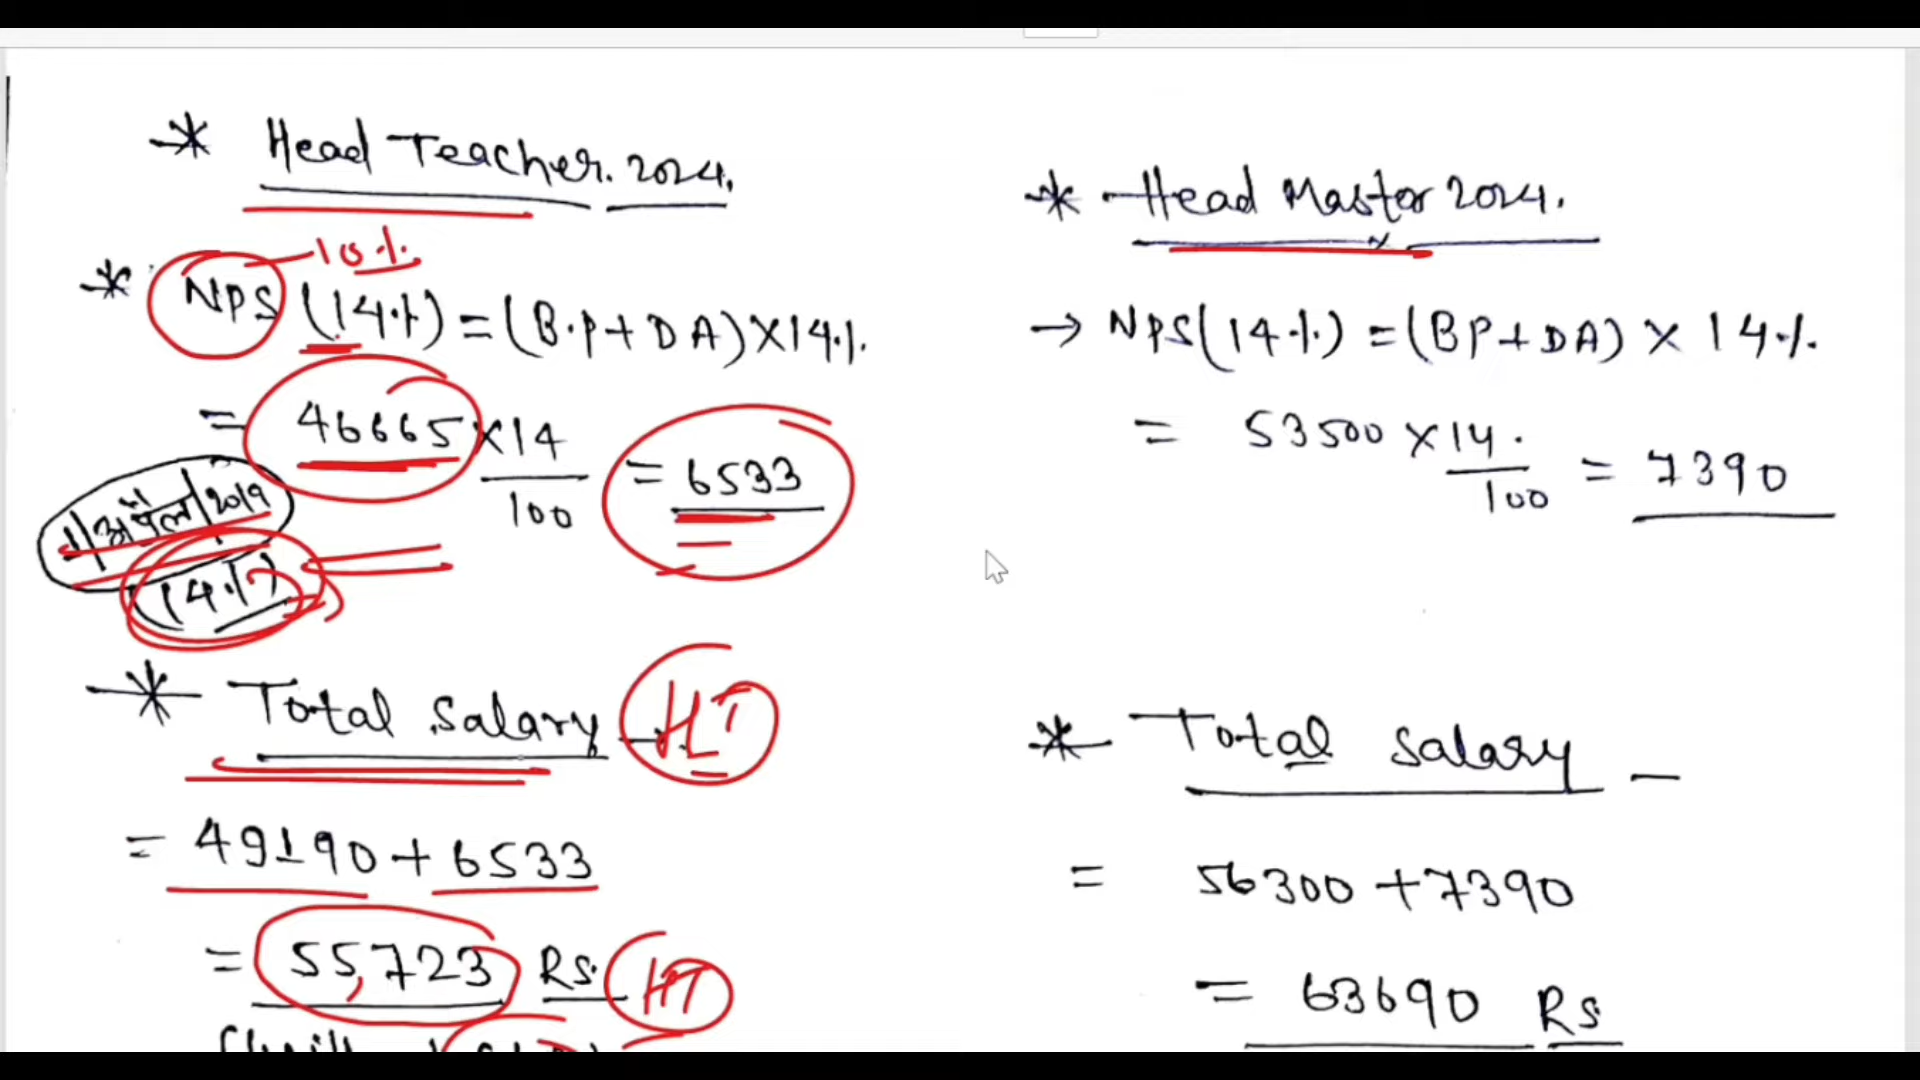 * Head Teacher. 2024.
10%
* NPS (14%) = (B.P + DA) X 14%.
= 46665 X 14 / 100 = 6533
1/अप्रैल/2019
(14%)
* Total Salary - HT
= 49190 + 6533
= 55,723 Rs. HT
* Head Master 2024.
→ NPS (14%) = (BP + DA) X 14%.
= 53500 X 14. / 100 = 7390
* Total Salary -
= 56300 + 7390
= 63690 Rs